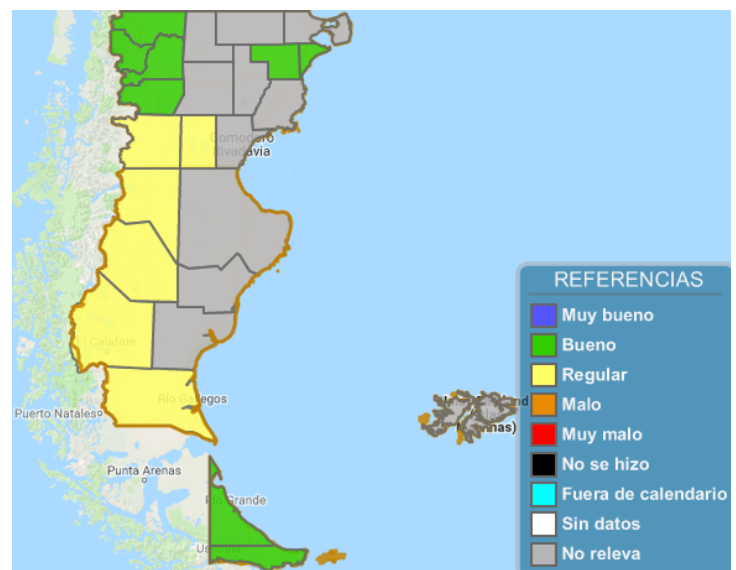 Comodoro
Rivadavia
REFERENCIAS
Muy bueno
Bueno
Regular
Malo
Muy malo
No se hizo
Fuera de calendario
Sin datos
No releva
El Calafate
Río Gallegos
Puerto Natales
Punta Arenas
Río Grande
Ushuaia